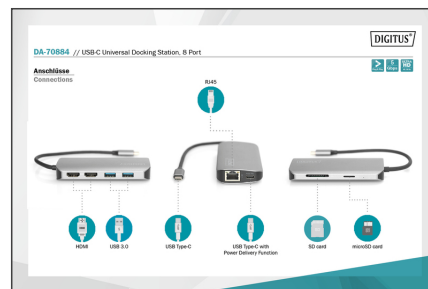 DIGITUS®
DA-70884 // USB-C Universal Docking Station, 8 Port
Anschlüsse
Connections
RJ45
HDMI
USB 3.0
USB Type-C
USB Type-C with
Power Delivery Function
SD card
microSD card